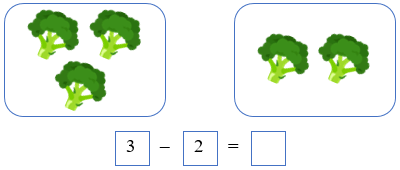 3 – 2 =